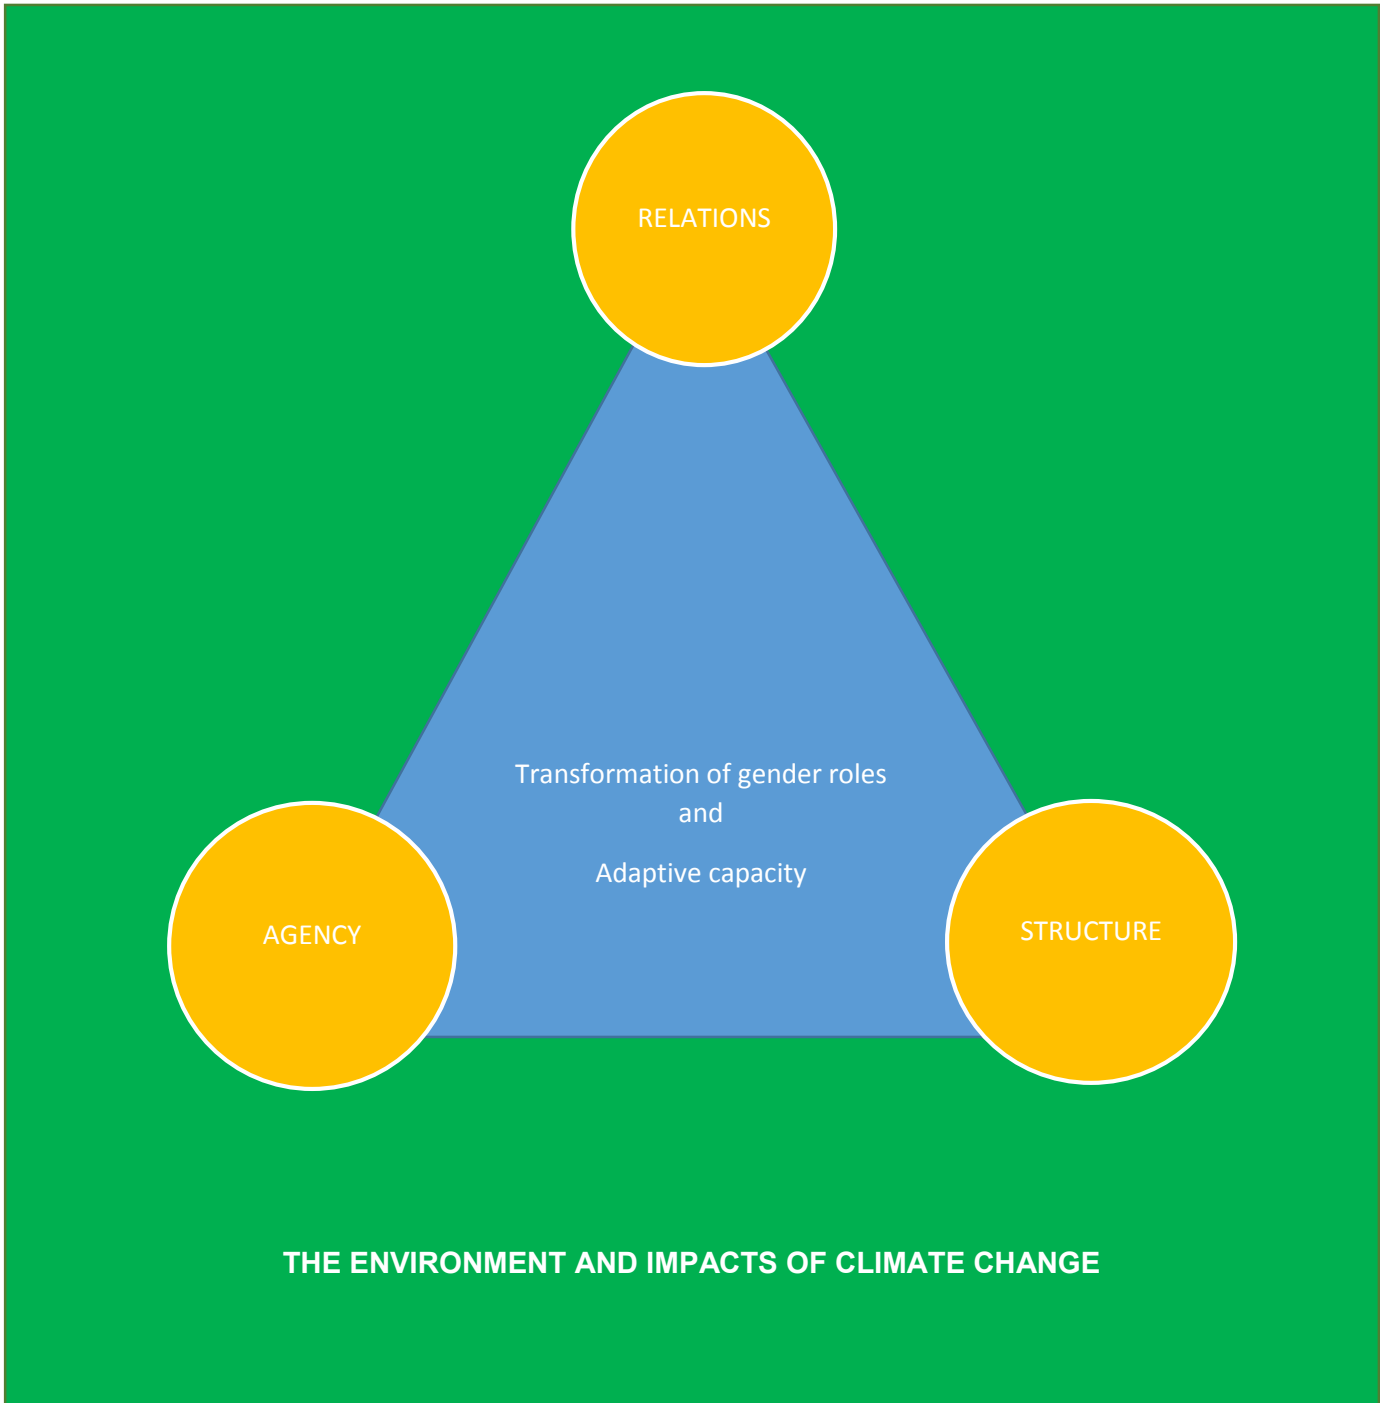 RELATIONS
Transformation of gender roles
and
Adaptive capacity
AGENCY
STRUCTURE
THE ENVIRONMENT AND IMPACTS OF CLIMATE CHANGE